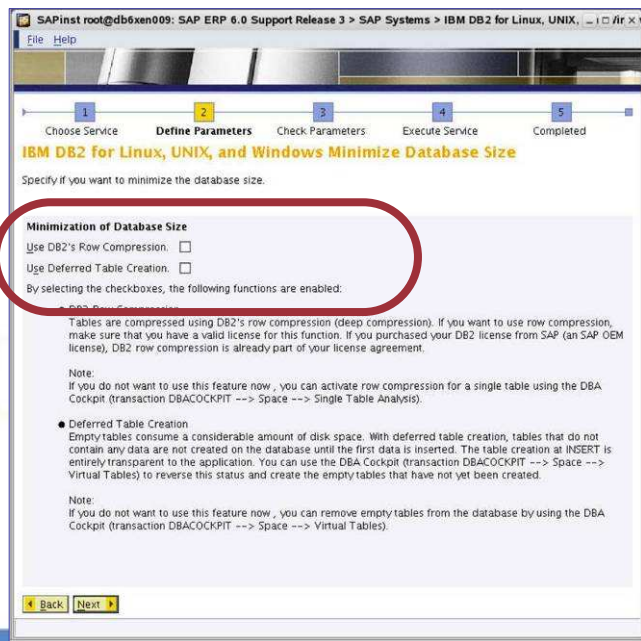 SAPinst root@db6xen009: SAP ERP 6.0 Support Release 3 > SAP Systems > IBM DB2 for Linux, UNIX,
File Help
1 2 3 4 5
Choose Service Define Parameters Check Parameters Execute Service Completed
IBM DB2 for Linux, UNIX, and Windows Minimize Database Size
Specify if you want to minimize the database size.
Minimization of Database Size
Use DB2's Row Compression.
Use Deferred Table Creation.
By selecting the checkboxes, the following functions are enabled:
● DB2 Row Compression
Tables are compressed using DB2's row compression (deep compression). If you want to use row compression,
make sure that you have a valid license for this function. If you purchased your DB2 license from SAP (an SAP OEM
license), DB2 row compression is already part of your license agreement.
Note:
If you do not want to use this feature now , you can activate row compression for a single table using the DBA
Cockpit (transaction DBACOCKPIT --> Space --> Single Table Analysis).
● Deferred Table Creation
Empty tables consume a considerable amount of disk space. With deferred table creation, tables that do not
contain any data are not created on the database until the first data is inserted. The table creation at INSERT is
entirely transparent to the application. You can use the DBA Cockpit (transaction DBACOCKPIT --> Space -->
Virtual Tables) to reverse this status and create the empty tables that have not yet been created.
Note:
If you do not want to use this feature now , you can remove empty tables from the database by using the DBA
Cockpit (transaction DBACOCKPIT --> Space --> Virtual Tables).
Back Next